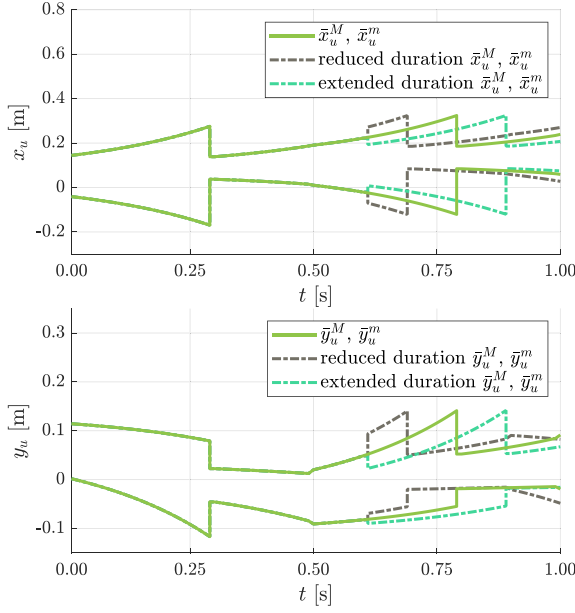 0.8
0.6
0.4
0.2
0
-0.2
x_u [m]
x̄_u^M, x̄_u^m
reduced duration x̄_u^M, x̄_u^m
extended duration x̄_u^M, x̄_u^m
0.00 0.25 0.50 0.75 1.00
t [s]
0.3
0.2
0.1
0
-0.1
y_u [m]
ȳ_u^M, ȳ_u^m
reduced duration ȳ_u^M, ȳ_u^m
extended duration ȳ_u^M, ȳ_u^m
0.00 0.25 0.50 0.75 1.00
t [s]